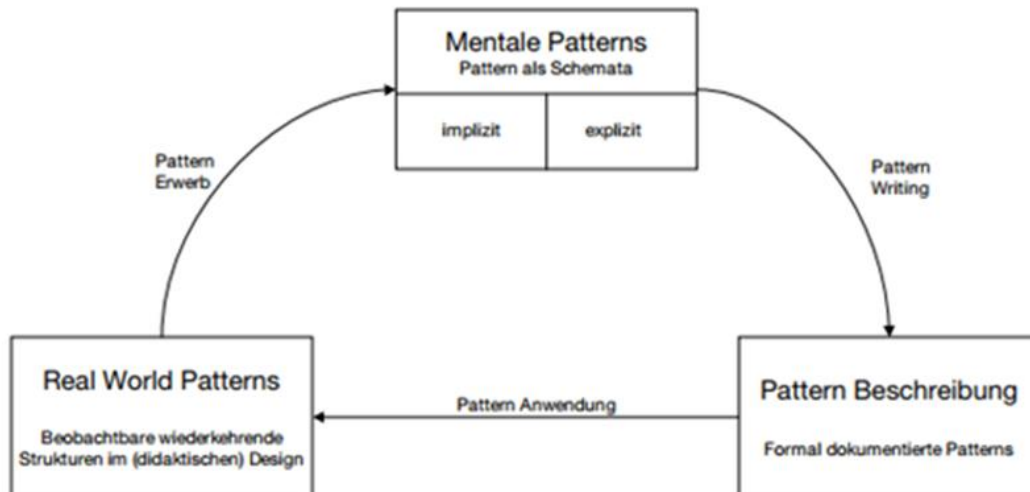 Mentale Patterns
Pattern als Schemata
implizit
explizit
Pattern
Erwerb
Pattern
Writing
Real World Patterns
Beobachtbare wiederkehrende
Strukturen im (didaktischen) Design
Pattern Anwendung
Pattern Beschreibung
Formal dokumentierte Patterns